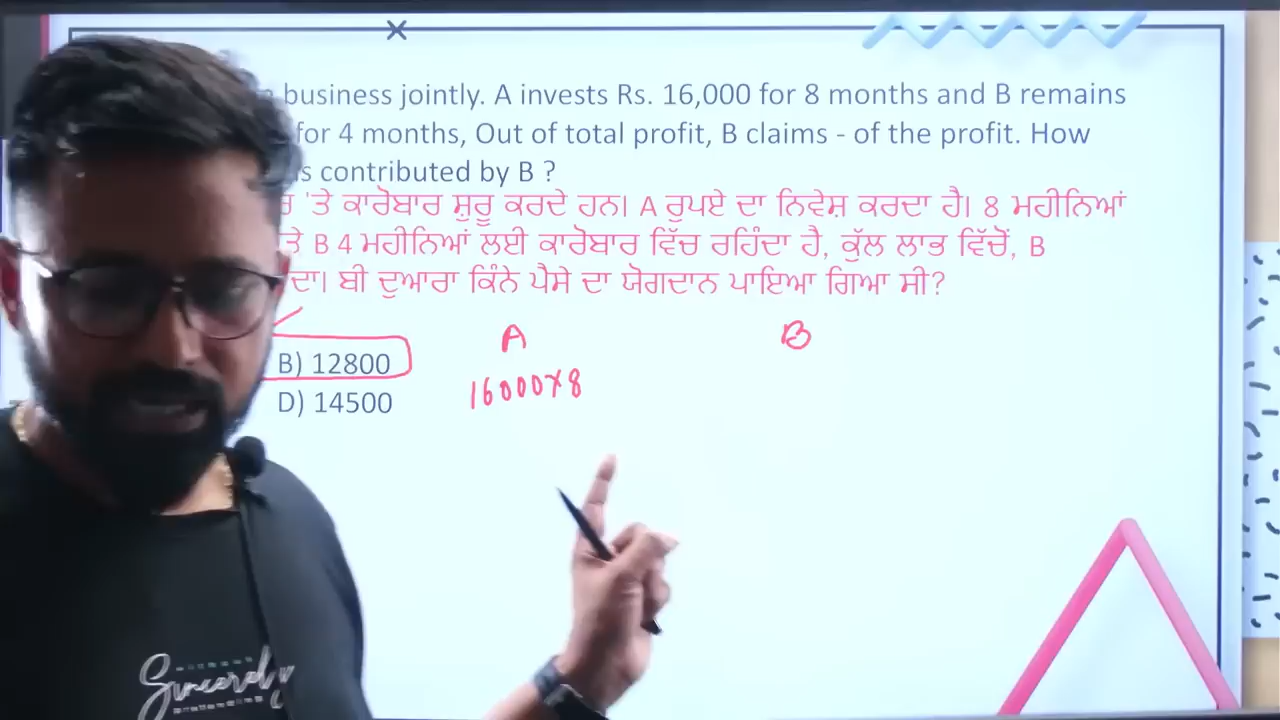 business jointly. A invests Rs. 16,000 for 8 months and B remains
for 4 months, Out of total profit, B claims - of the profit. How
contributed by B ?
'ਤੇ ਕਾਰੋਬਾਰ ਸ਼ੁਰੂ ਕਰਦੇ ਹਨ। A ਰੁਪਏ ਦਾ ਨਿਵੇਸ਼ ਕਰਦਾ ਹੈ। 8 ਮਹੀਨਿਆਂ
B 4 ਮਹੀਨਿਆਂ ਲਈ ਕਾਰੋਬਾਰ ਵਿੱਚ ਰਹਿੰਦਾ ਹੈ, ਕੁੱਲ ਲਾਭ ਵਿੱਚੋਂ, B
ਬੀ ਦੁਆਰਾ ਕਿੰਨੇ ਪੈਸੇ ਦਾ ਯੋਗਦਾਨ ਪਾਇਆ ਗਿਆ ਸੀ?
A B
B) 12800
16000×8
D) 14500
Sincerely